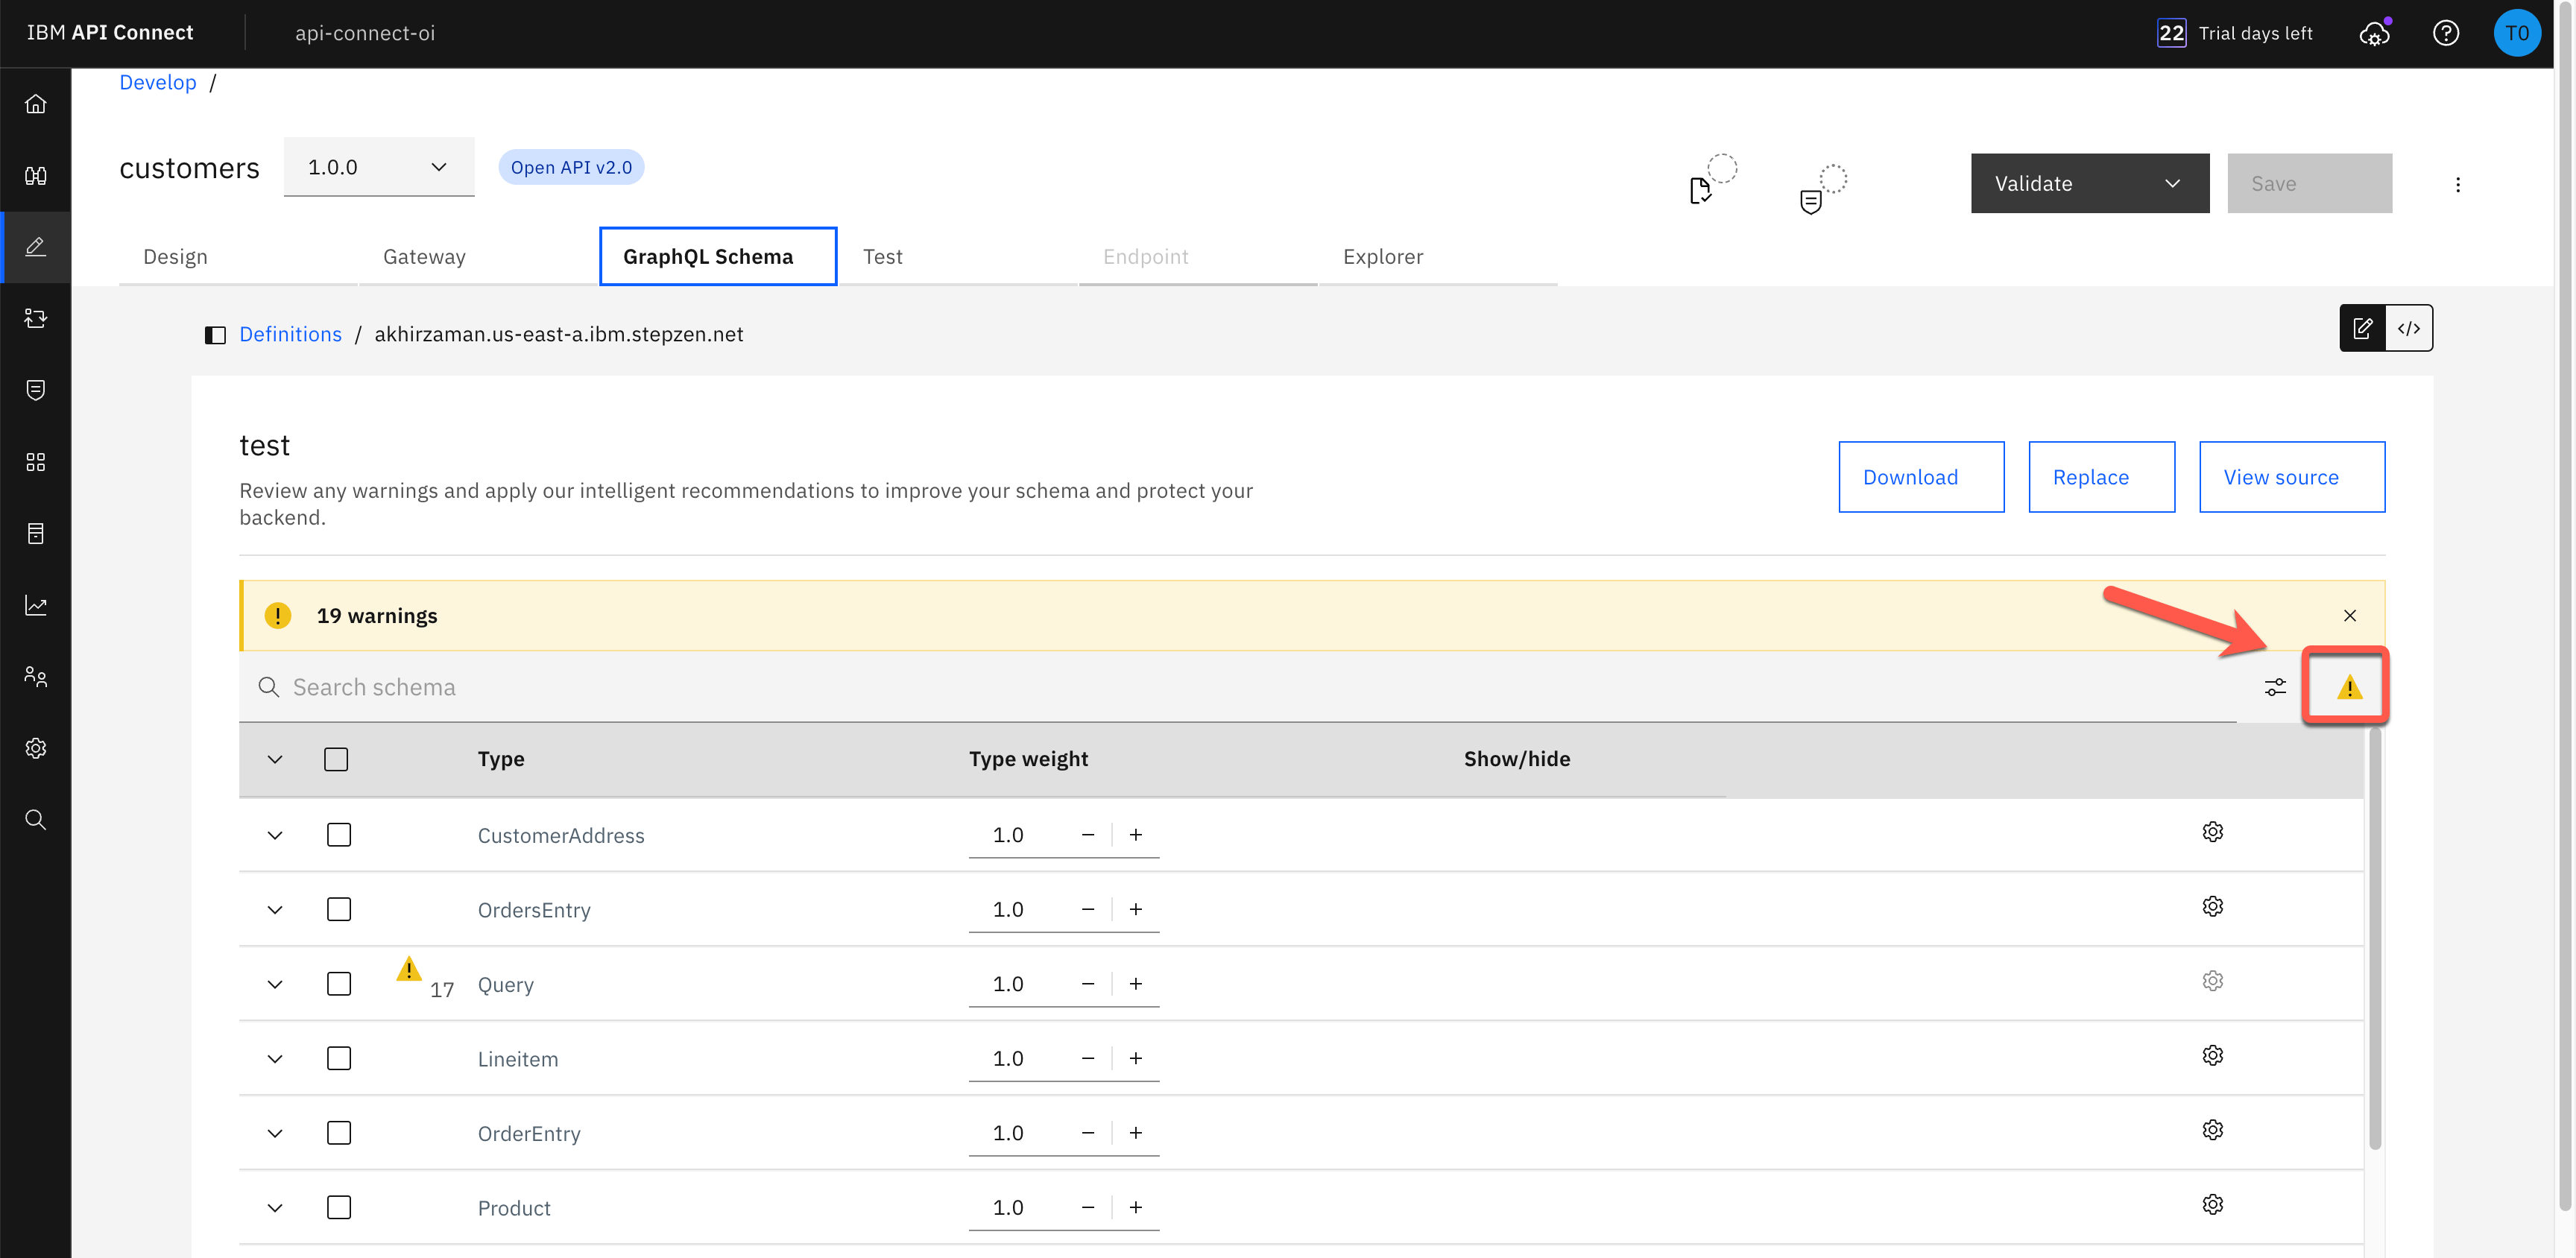 IBM API Connect
api-connect-oi
22 Trial days left
T0
Develop /
customers
1.0.0
Open API v2.0
Validate
Save
Design
Gateway
GraphQL Schema
Test
Endpoint
Explorer
Definitions / akhirzaman.us-east-a.ibm.stepzen.net
test
Review any warnings and apply our intelligent recommendations to improve your schema and protect your
backend.
Download
Replace
View source
19 warnings
Search schema
Type
Type weight
Show/hide
CustomerAddress
1.0
OrdersEntry
1.0
17
Query
1.0
Lineitem
1.0
OrderEntry
1.0
Product
1.0